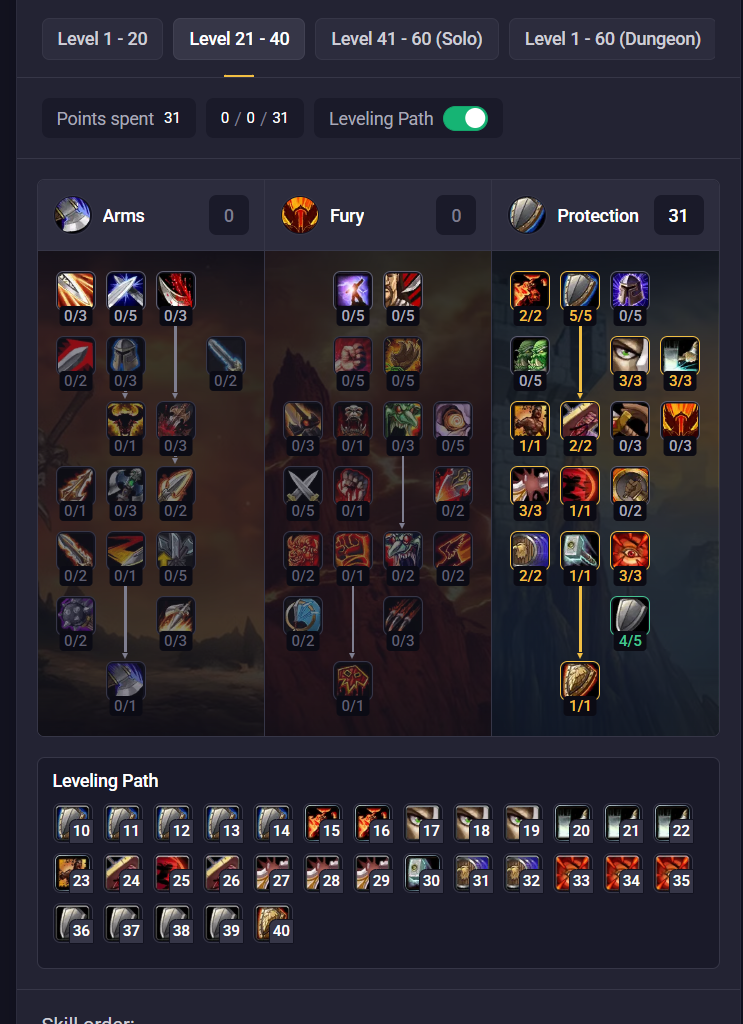 Level 1 - 20 Level 21 - 40 Level 41 - 60 (Solo) Level 1 - 60 (Dungeon)
Points spent 31 0 / 0 / 31 Leveling Path
Arms 0 Fury 0 Protection 31
0/3 0/5 0/3 0/5 0/5 2/2 5/5 0/5
0/2 0/3 0/2 0/5 0/5 0/5 3/3 3/3
0/1 0/3 0/3 0/1 0/3 0/5 1/1 2/2 0/3 0/3
0/1 0/3 0/2 0/5 0/1 0/2 3/3 1/1 0/2
0/2 0/1 0/5 0/2 0/1 0/2 0/2 2/2 1/1 3/3
0/2 0/3 0/2 0/3 4/5
0/1 0/1 1/1
Leveling Path
10 11 12 13 14 15 16 17 18 19 20 21 22
23 24 25 26 27 28 29 30 31 32 33 34 35
36 37 38 39 40
Skill order: